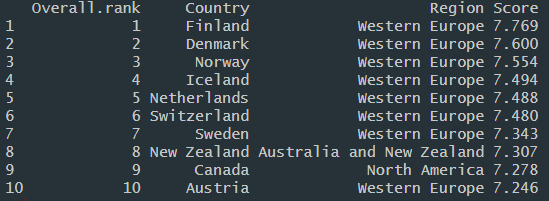 Overall.rank Country Region Score
1 1 Finland Western Europe 7.769
2 2 Denmark Western Europe 7.600
3 3 Norway Western Europe 7.554
4 4 Iceland Western Europe 7.494
5 5 Netherlands Western Europe 7.488
6 6 Switzerland Western Europe 7.480
7 7 Sweden Western Europe 7.343
8 8 New Zealand Australia and New Zealand 7.307
9 9 Canada North America 7.278
10 10 Austria Western Europe 7.246